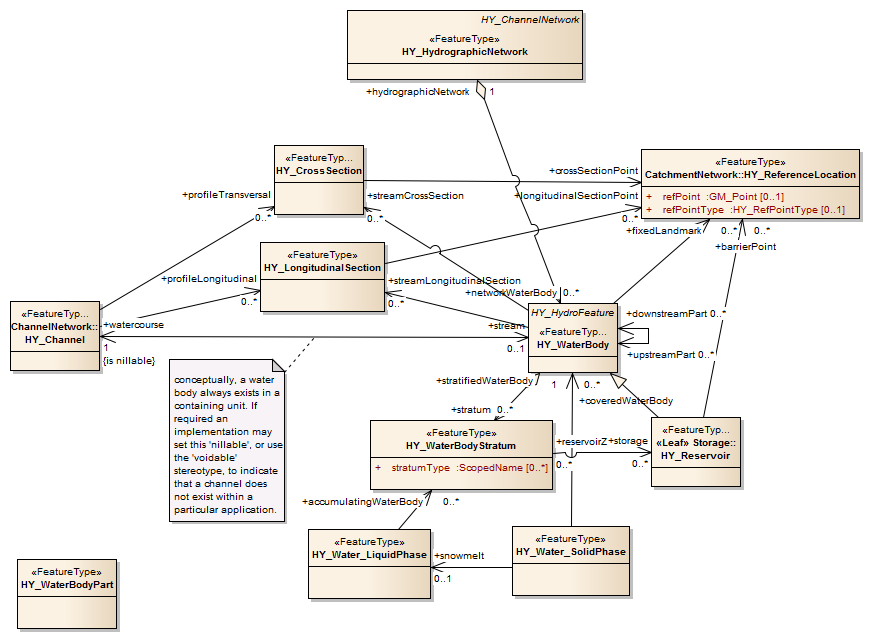 HY_ChannelNetwork
«FeatureType»
HY_HydrographicNetwork
+hydrographicNetwork
1
«FeatureTyp...
HY_CrossSection
+crossSectionPoint
«FeatureType»
CatchmentNetwork::HY_ReferenceLocation
+ refPoint :GM_Point [0..1]
+ refPointType :HY_RefPointType [0..1]
+profileTransversal
0..*
+streamCrossSection
0..*
+longitudinalSectionPoint
0..*
+fixedLandmark
0..*
0..*
+barrierPoint
«FeatureType»
HY_LongitudinalSection
+profileLongitudinal
0..*
+streamLongitudinalSection
0..*
+networkWaterBody
0..*
«FeatureTyp...
ChannelNetwork::
HY_Channel
+watercourse
1
{is nillable}
+stream
0..1
HY_HydroFeature
«FeatureTyp...
HY_WaterBody
+downstreamPart 0..*
+upstreamPart 0..*
conceptually, a water
body always exists in a
containing unit. If
required an
implementation may
set this 'nillable', or use
the 'voidable'
stereotype, to indicate
that a channel does
not exist within a
particular application.
+stratifiedWaterBody
1
0..*
+coveredWaterBody
+stratum
0..*
«FeatureType»
HY_WaterBodyStratum
+ stratumType :ScopedName [0..*]
+reservoirZ
0..*
+storage
0..*
«FeatureTyp...
«Leaf» Storage::
HY_Reservoir
+accumulatingWaterBody
0..*
«FeatureType»
HY_Water_LiquidPhase
+snowmelt
0..1
«FeatureType»
HY_Water_SolidPhase
«FeatureType»
HY_WaterBodyPart